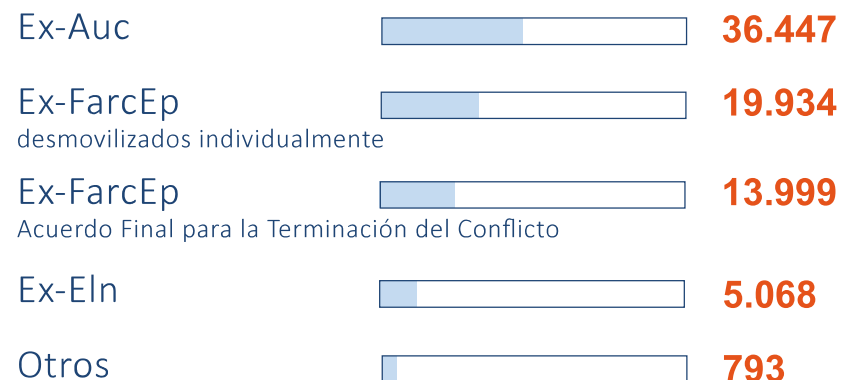 Ex-Auc 36.447
Ex-FarcEp 19.934
desmovilizados individualmente
Ex-FarcEp 13.999
Acuerdo Final para la Terminación del Conflicto
Ex-Eln 5.068
Otros 793